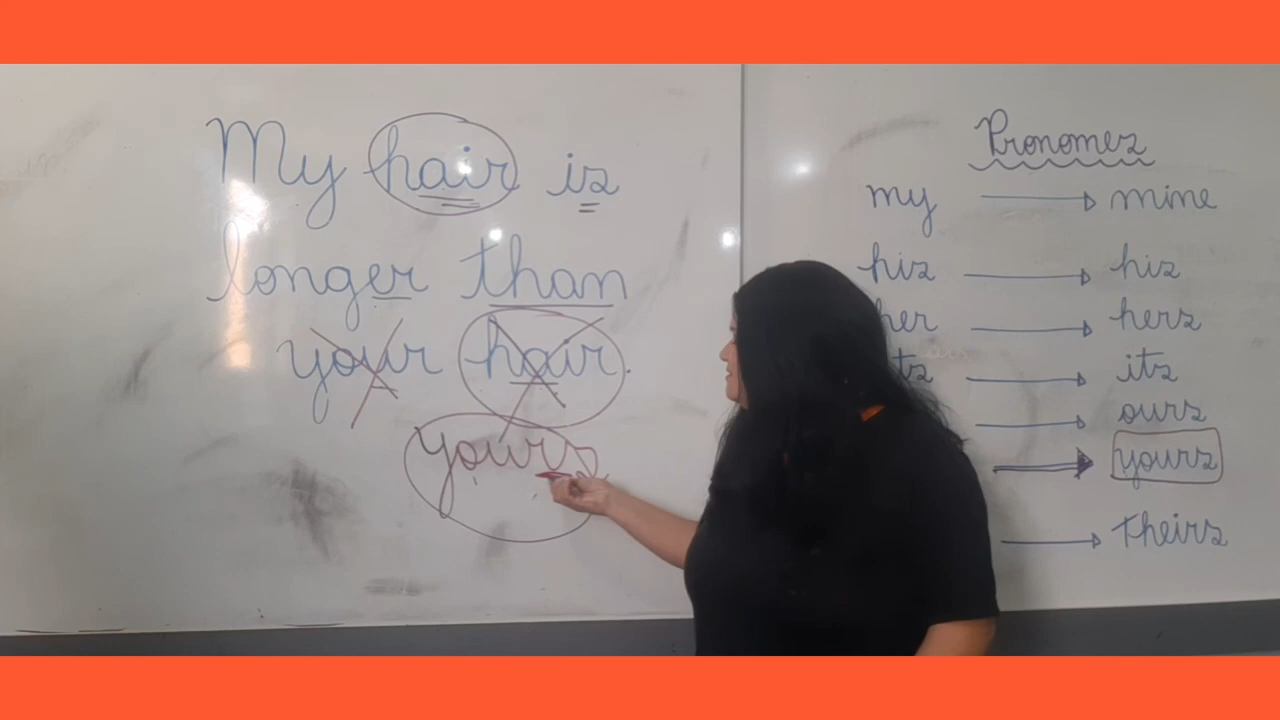 My hair is
longer than
your hair.
yours
Pronomes
my → mine
his → his
her → hers
its → its
→ ours
→ yours
→ theirs